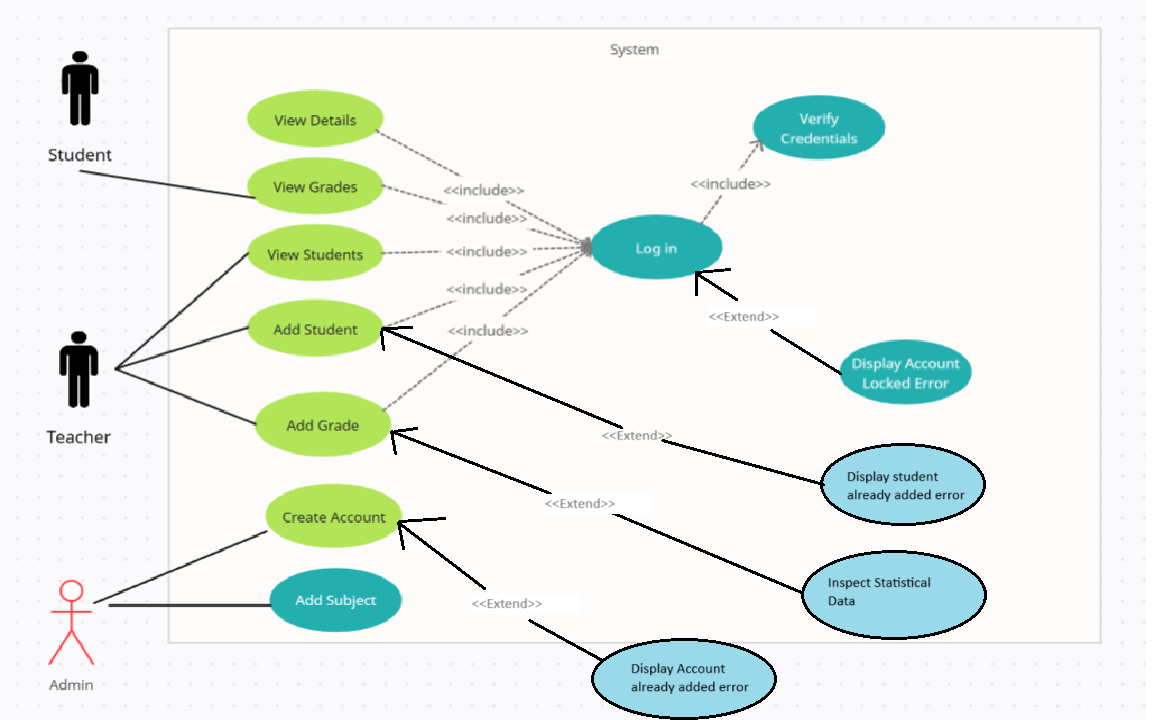 System
Student
View Details
View Grades
View Students
Add Student
Add Grade
<<include>>
<<include>>
<<include>>
<<include>>
<<include>>
Log in
<<include>>
Verify
Credentials
<<Extend>>
Display Account
Locked Error
Teacher
<<Extend>>
Display student
already added error
<<Extend>>
Inspect Statistical
Data
Create Account
Add Subject
<<Extend>>
Display Account
already added error
Admin